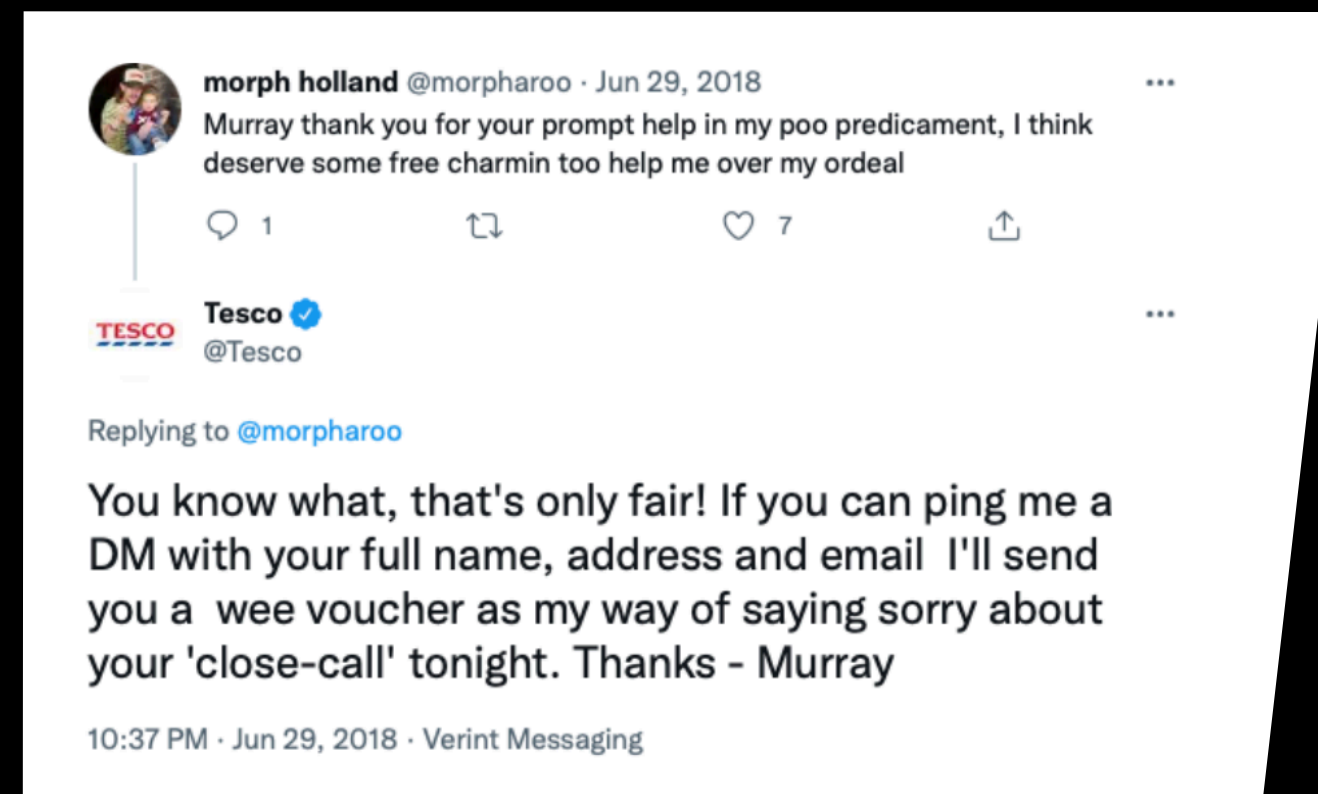 morph holland @morpharoo · Jun 29, 2018
Murray thank you for your prompt help in my poo predicament, I think
deserve some free charmin too help me over my ordeal
1 7
Tesco
TESCO
@Tesco
Replying to @morpharoo
You know what, that's only fair! If you can ping me a
DM with your full name, address and email  I'll send
you a  wee voucher as my way of saying sorry about
your 'close-call' tonight. Thanks - Murray
10:37 PM · Jun 29, 2018 · Verint Messaging